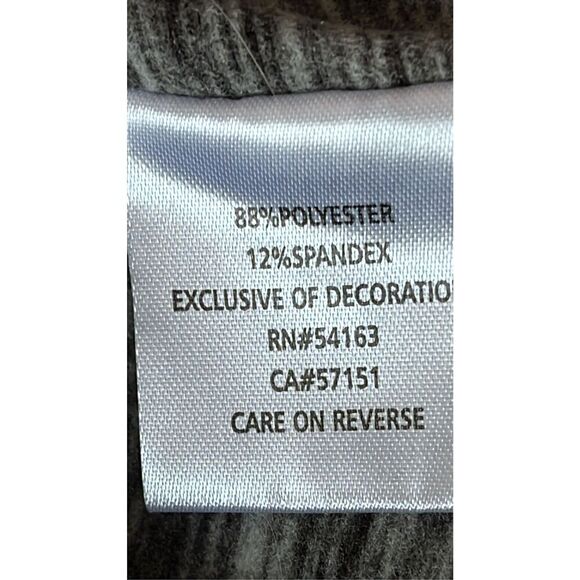 88%POLYESTER
12%SPANDEX
EXCLUSIVE OF DECORATIO
RN#54163
CA#57151
CARE ON REVERSE